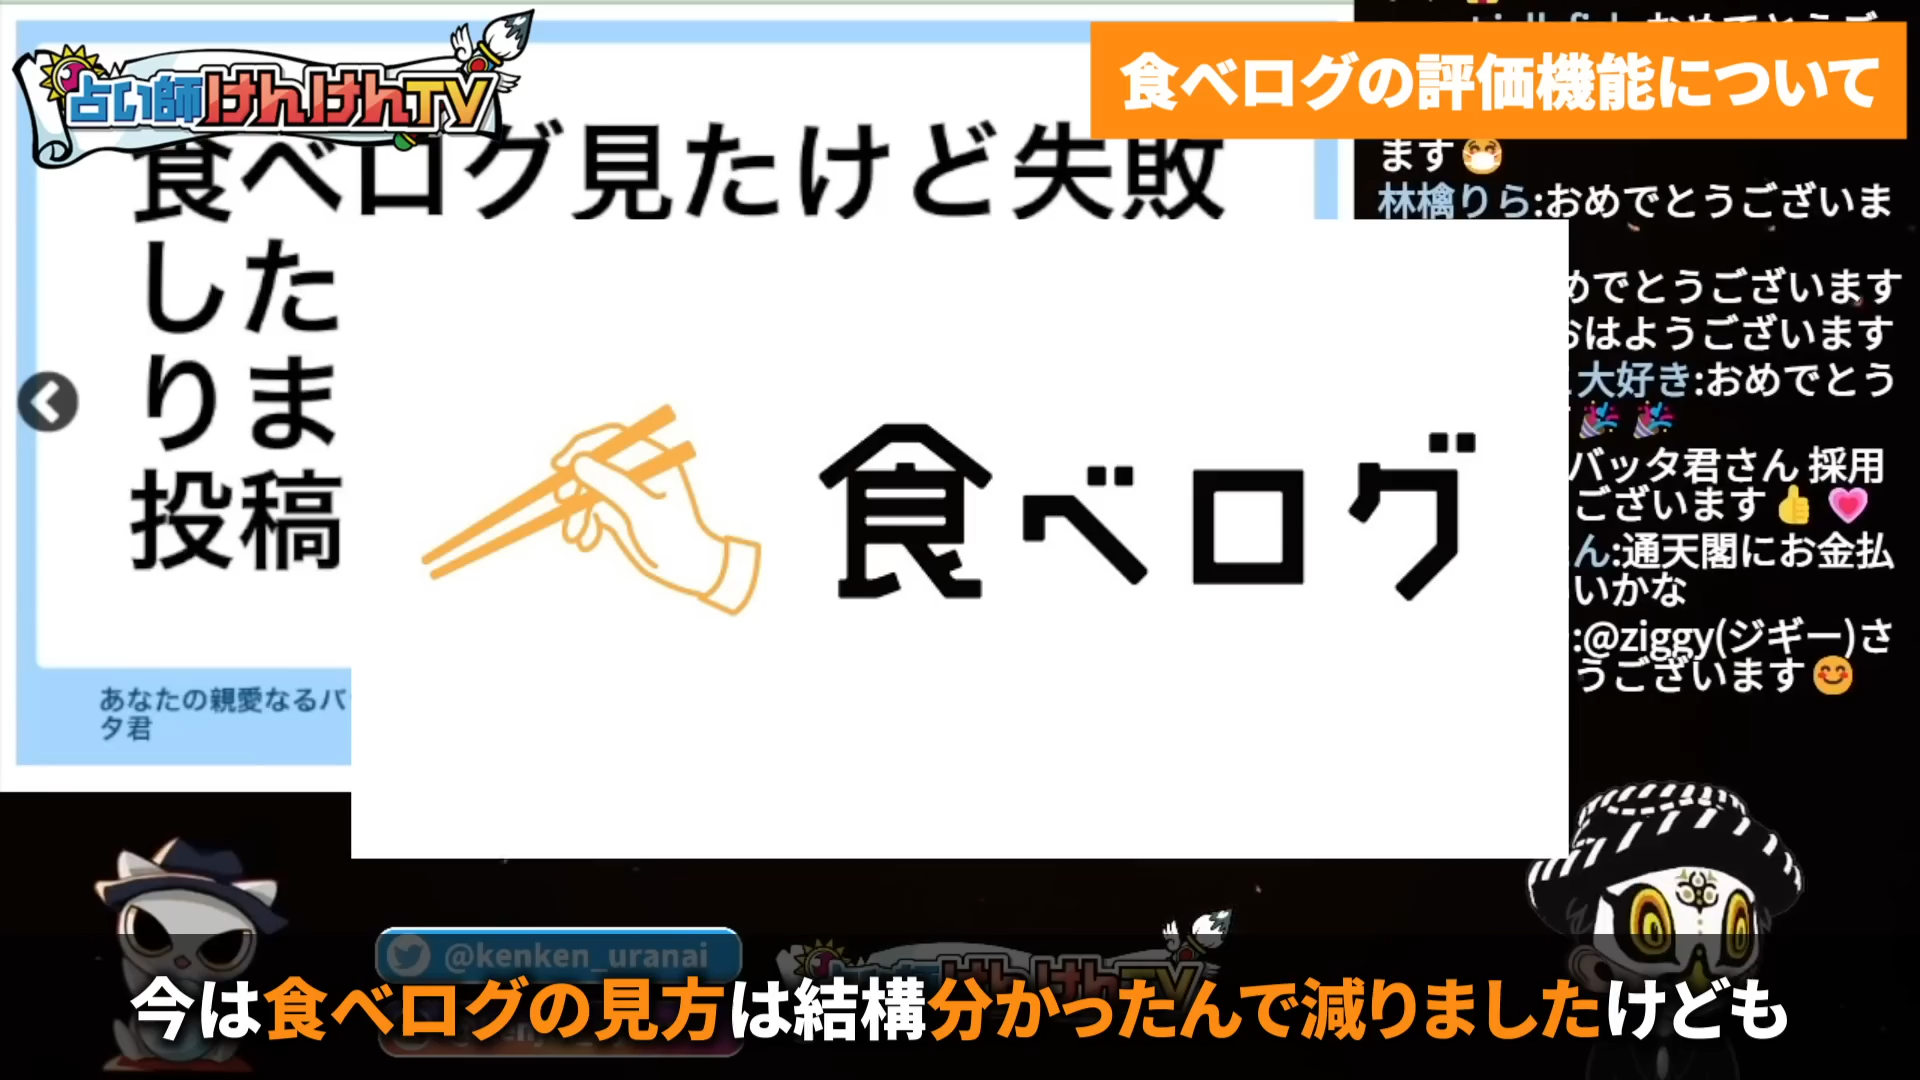 占い師けんけんTV
食べログの評価機能について
食べログ見たけど失敗
した
りま
投稿
あなたの親愛なるバ
タ君
食べログ
ます😷
林檎りら:おめでとうございま
めでとうございます
おはようございます
大好き:おめでとう
🎉🎉
バッタ君さん 採用
ございます👍💗
ん:通天閣にお金払
いかな
:@ziggy(ジギー)さ
うございます😊
@kenken_uranai
今は食べログの見方は結構分かったんで減りましたけども